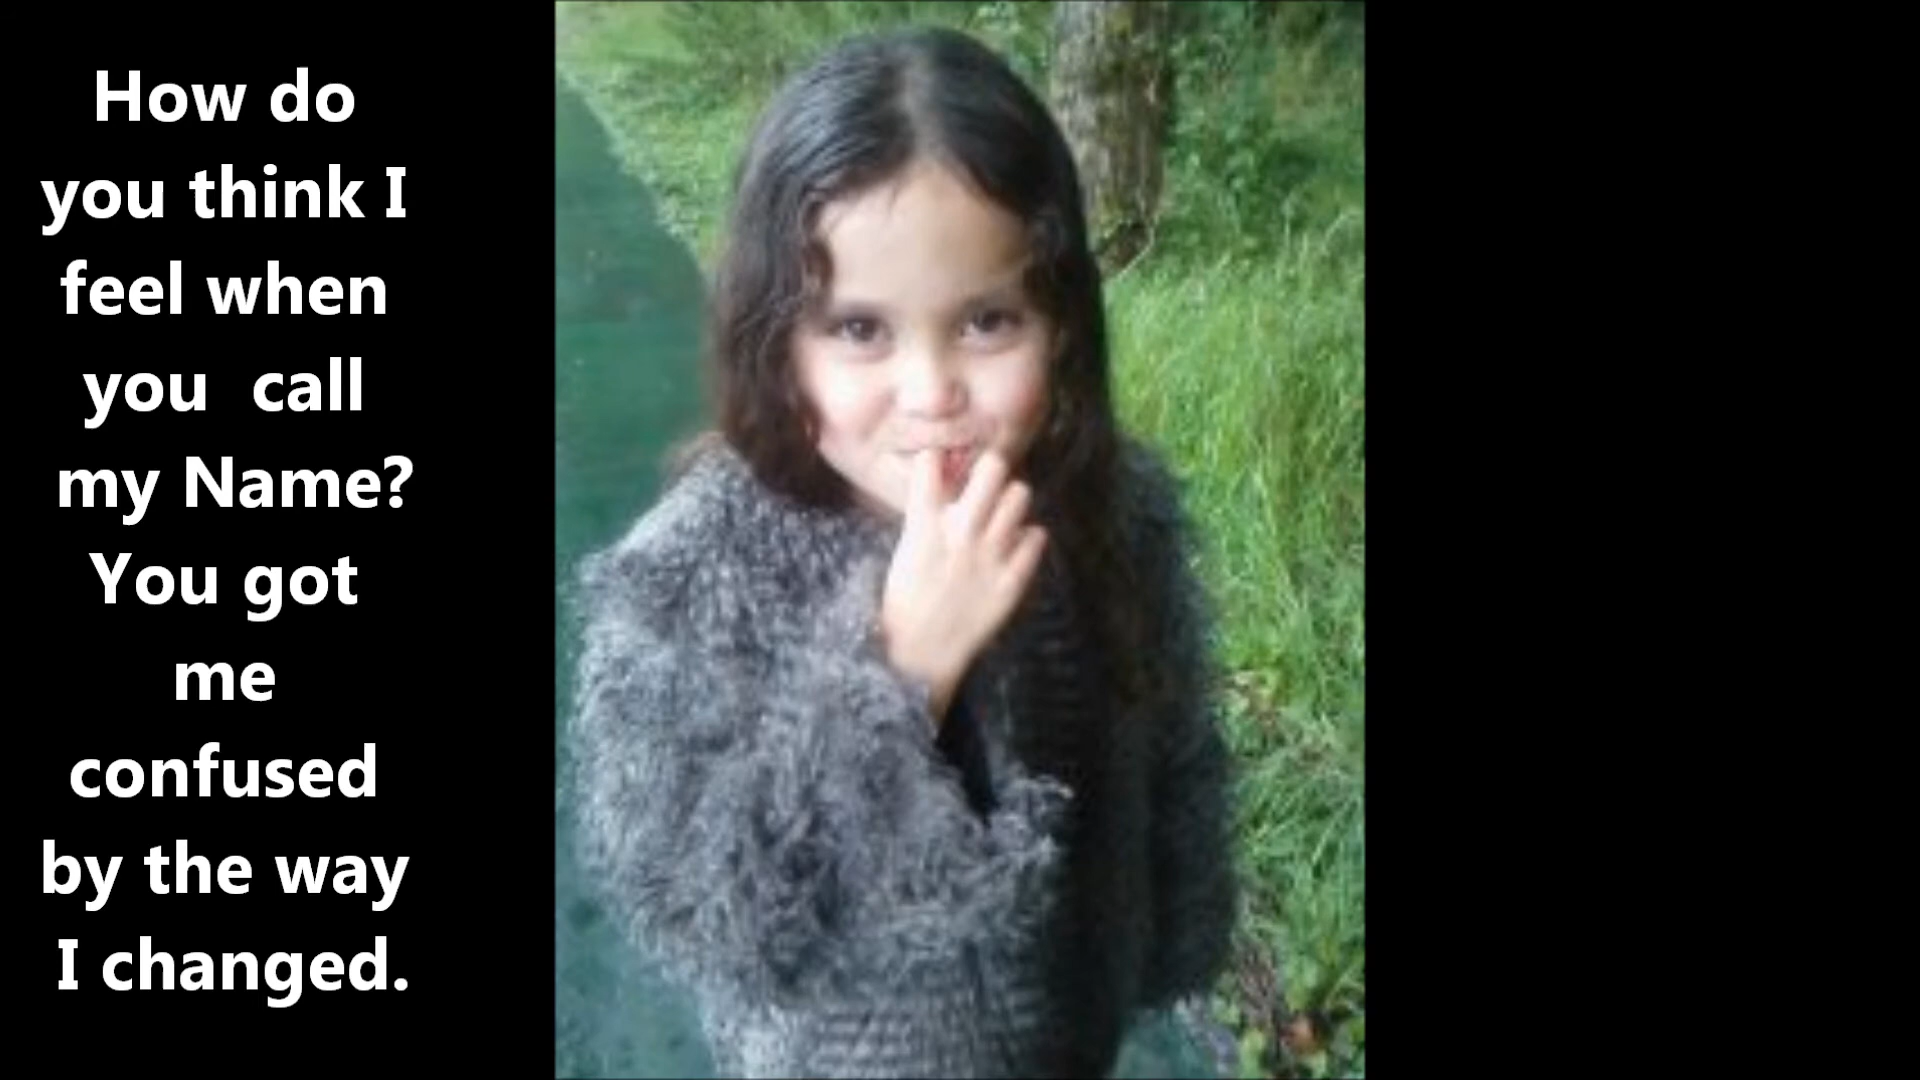 How do
you think I
feel when
you  call
my Name?
You got
me
confused
by the way
I changed.